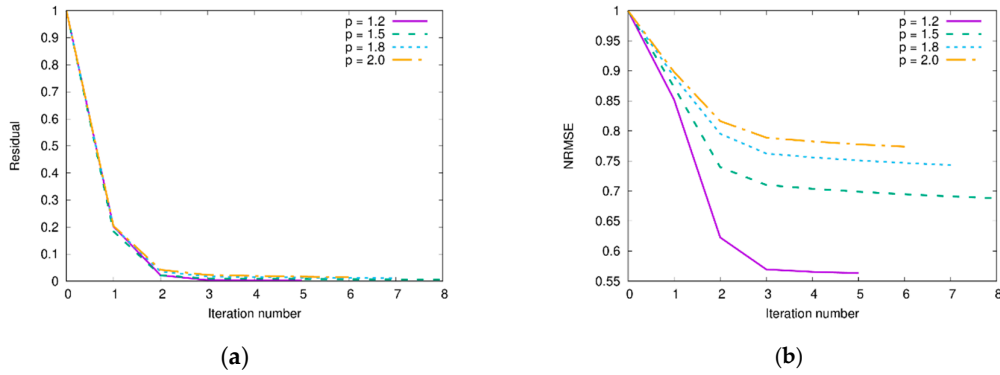 1
0.9
0.8
0.7
0.6
0.5
0.4
0.3
0.2
0.1
0
Residual
0 1 2 3 4 5 6 7 8
Iteration number
p = 1.2
p = 1.5
p = 1.8
p = 2.0
(a)
1
0.95
0.9
0.85
0.8
0.75
0.7
0.65
0.6
0.55
NRMSE
0 1 2 3 4 5 6 7 8
Iteration number
p = 1.2
p = 1.5
p = 1.8
p = 2.0
(b)